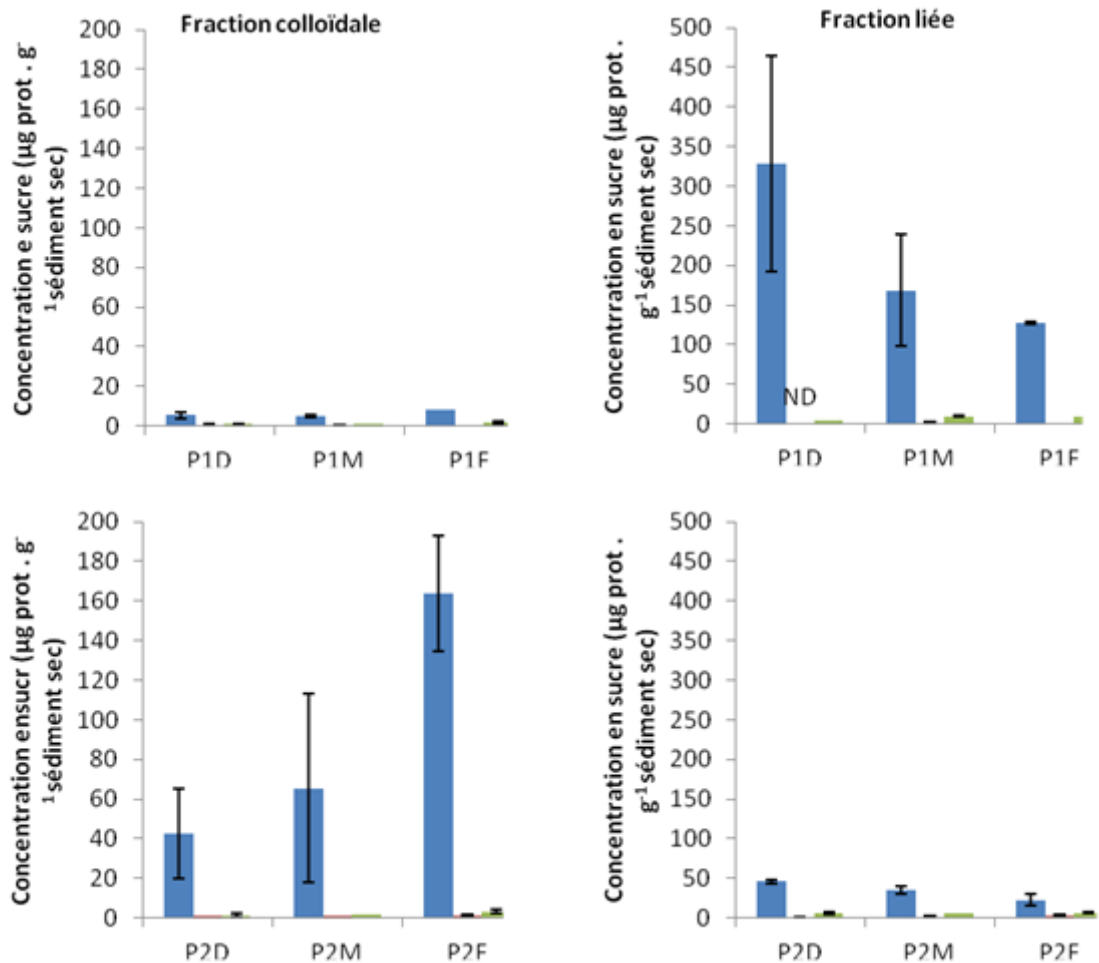 Fraction colloïdale
Concentration e sucre (µg prot . g-
1 sédiment sec)
200
180
160
140
120
100
80
60
40
20
0
P1D P1M P1F
Fraction liée
Concentrration en sucre (µg prot .
g-1 sédiment sec)
500
450
400
350
300
250
200
150
100
50
0
ND
P1D P1M P1F
Concentration ensucr (µg prot . g-
1 sédiment sec)
200
180
160
140
120
100
80
60
40
20
0
P2D P2M P2F
Concentration en sucre (µg prot .
g-1 sédiment sec)
500
450
400
350
300
250
200
150
100
50
0
P2D P2M P2F